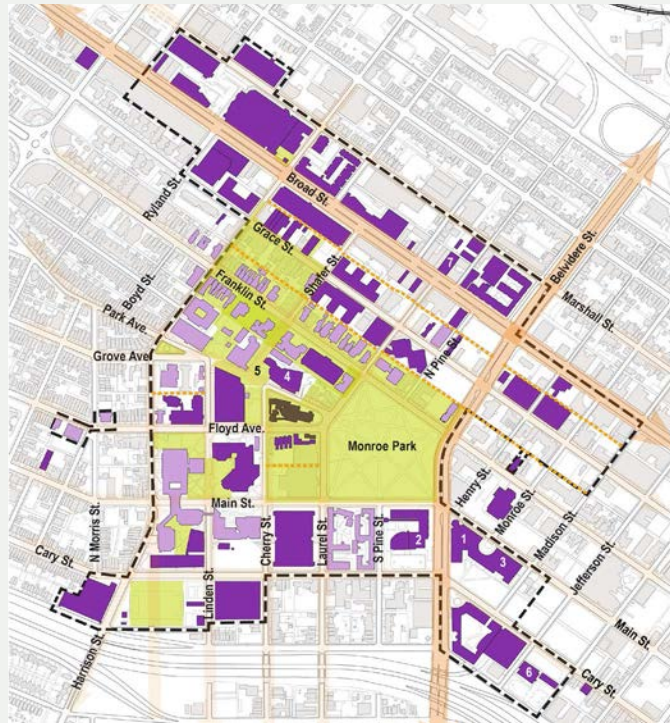 Ryland St.
Broad St.
Belvidere St.
Grace St.
Shafer St.
7
Boyd St.
Franklin St.
Marshall St.
Park Ave.
N Pine St.
Grove Ave.
5
4
Floyd Ave.
Monroe Park
Henry St.
Monroe St.
Main St.
Madison St.
N Morris St.
Cherry St.
Laurel St.
S Pine St.
2
1
3
Jefferson St.
Cary St.
Linden St.
Main St.
Harrison St.
6
Cary St.